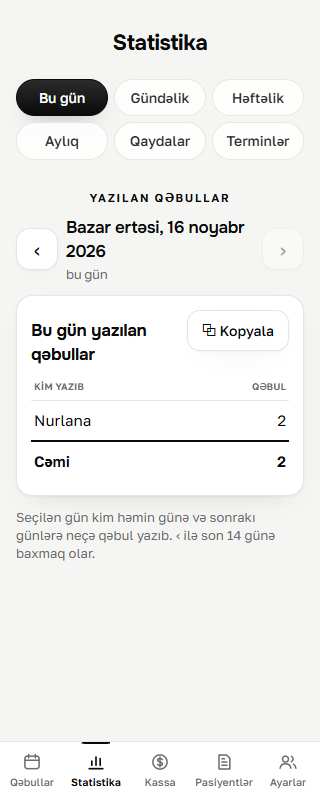 Statistika
Bu gün
Gündəlik
Həftəlik
Aylıq
Qaydalar
Terminlər
YAZILAN QƏBULLAR
‹
Bazar ertəsi, 16 noyabr
2026
bu gün
›
Bu gün yazılan
qəbullar
Kopyala
KİM YAZIB
QƏBUL
Nurlana
2
Cəmi
2
Seçilən gün kim həmin günə və sonrakı
günlərə neçə qəbul yazıb. ‹ ilə son 14 günə
baxmaq olar.
Qəbullar
Statistika
Kassa
Pasiyentlər
Ayarlar